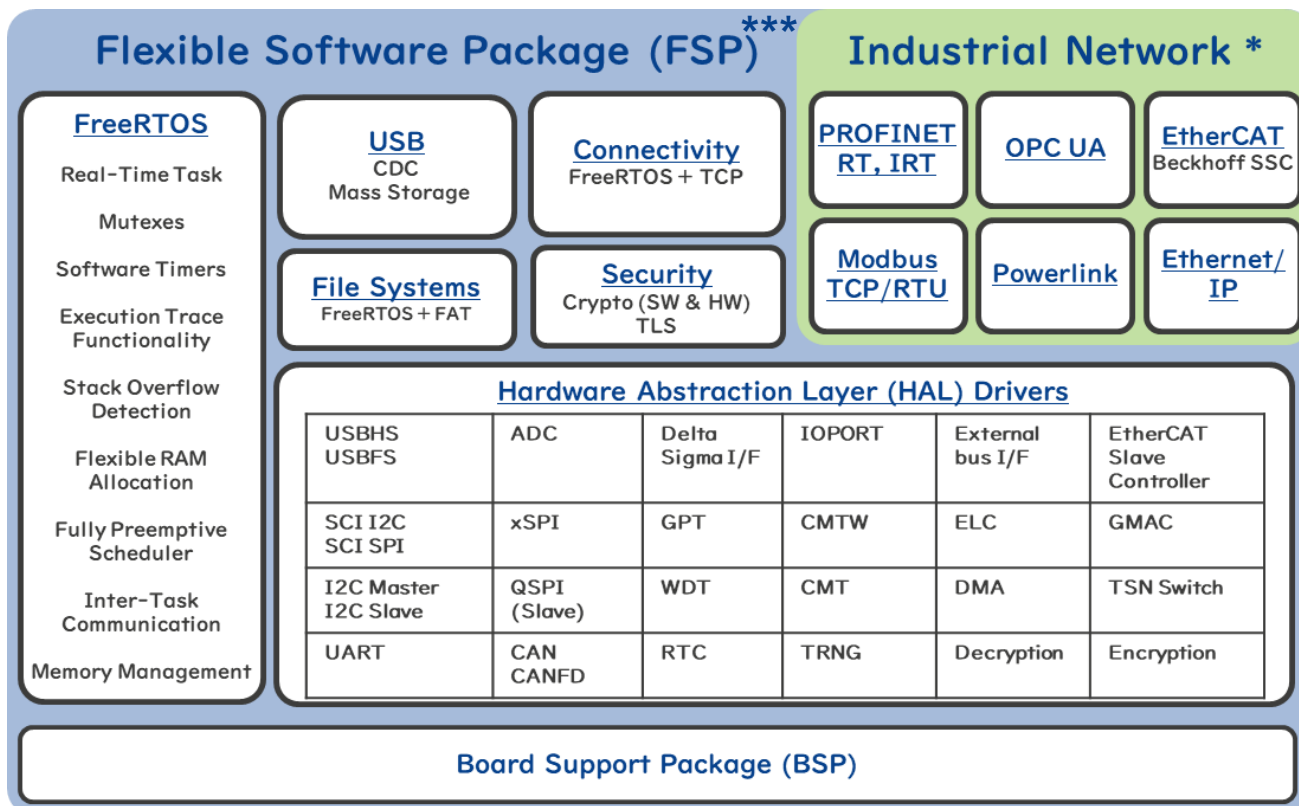 Flexible Software Package (FSP)***
Industrial Network *
FreeRTOS
Real-Time Task
Mutexes
Software Timers
Execution Trace
Functionality
Stack Overflow
Detection
Flexible RAM
Allocation
Fully Preemptive
Scheduler
Inter-Task
Communication
Memory Management
USB
CDC
Mass Storage
Connectivity
FreeRTOS + TCP
File Systems
FreeRTOS + FAT
Security
Crypto (SW & HW)
TLS
PROFINET
RT, IRT
OPC UA
EtherCAT
Beckhoff SSC
Modbus
TCP/RTU
Powerlink
Ethernet/
IP
Hardware Abstraction Layer (HAL) Drivers
USBHS
USBFS
ADC
Delta
Sigma I/F
IOPORT
External
bus I/F
EtherCAT
Slave
Controller
SCI I2C
SCI SPI
xSPI
GPT
CMTW
ELC
GMAC
I2C Master
I2C Slave
QSPI
(Slave)
WDT
CMT
DMA
TSN Switch
UART
CAN
CANFD
RTC
TRNG
Decryption
Encryption
Board Support Package (BSP)